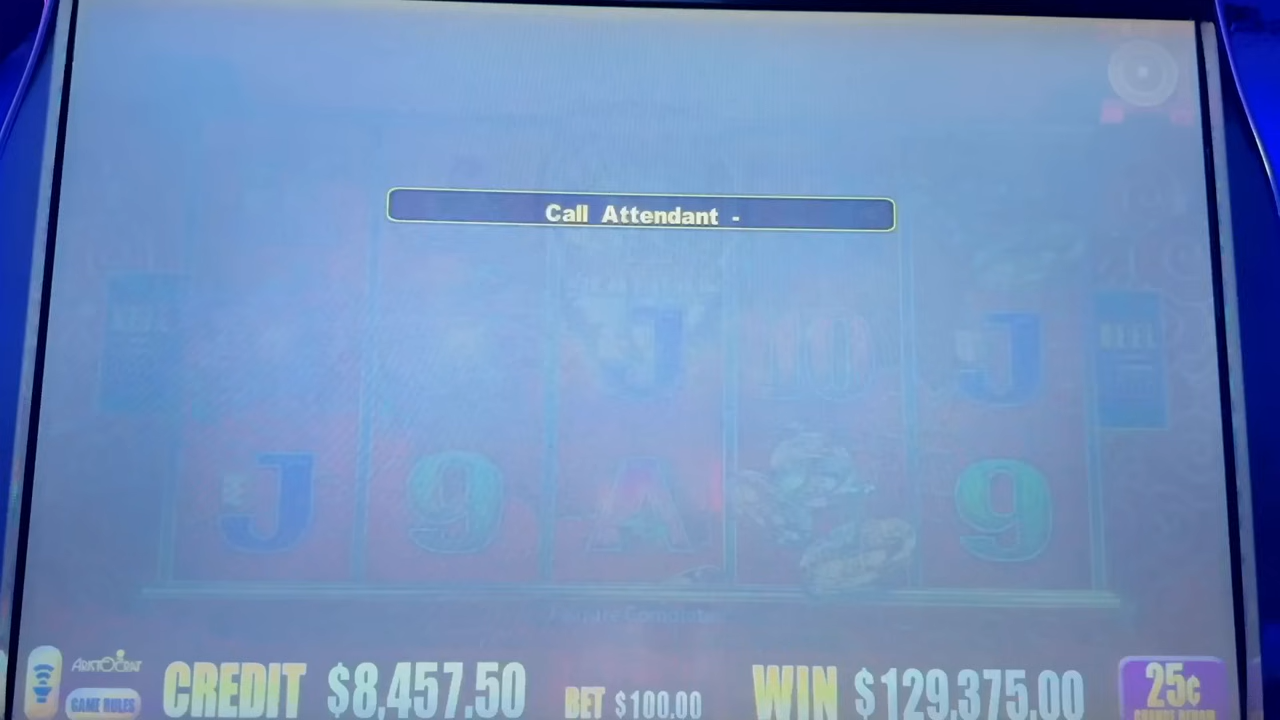 Call Attendant -
J 10 J
J 9 A 9
ARISTOCRAT
GAME RULES
CREDIT $8,457.50
BET $100.00
WIN $129,375.00
25¢